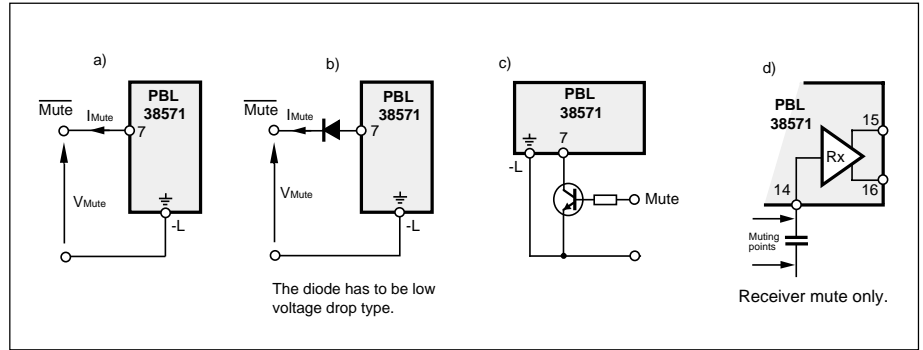 a)
Mute
IMute
PBL
38571
7
VMute
-L
b)
Mute
IMute
PBL
38571
7
VMute
-L
The diode has to be low
voltage drop type.
c)
PBL
38571
7
-L
Mute
d)
PBL
38571
15
Rx
14
16
Muting
points
Receiver mute only.